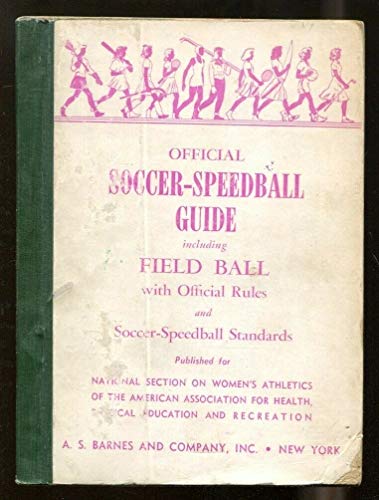 OFFICIAL
SOCCER-SPEEDBALL
GUIDE
including
FIELD BALL
with Official Rules
and
Soccer-Speedball Standards
Published for
NATIONAL SECTION ON WOMEN'S ATHLETICS
OF THE AMERICAN ASSOCIATION FOR HEALTH,
PHYSICAL EDUCATION AND RECREATION
A. S. BARNES AND COMPANY, INC. • NEW YORK